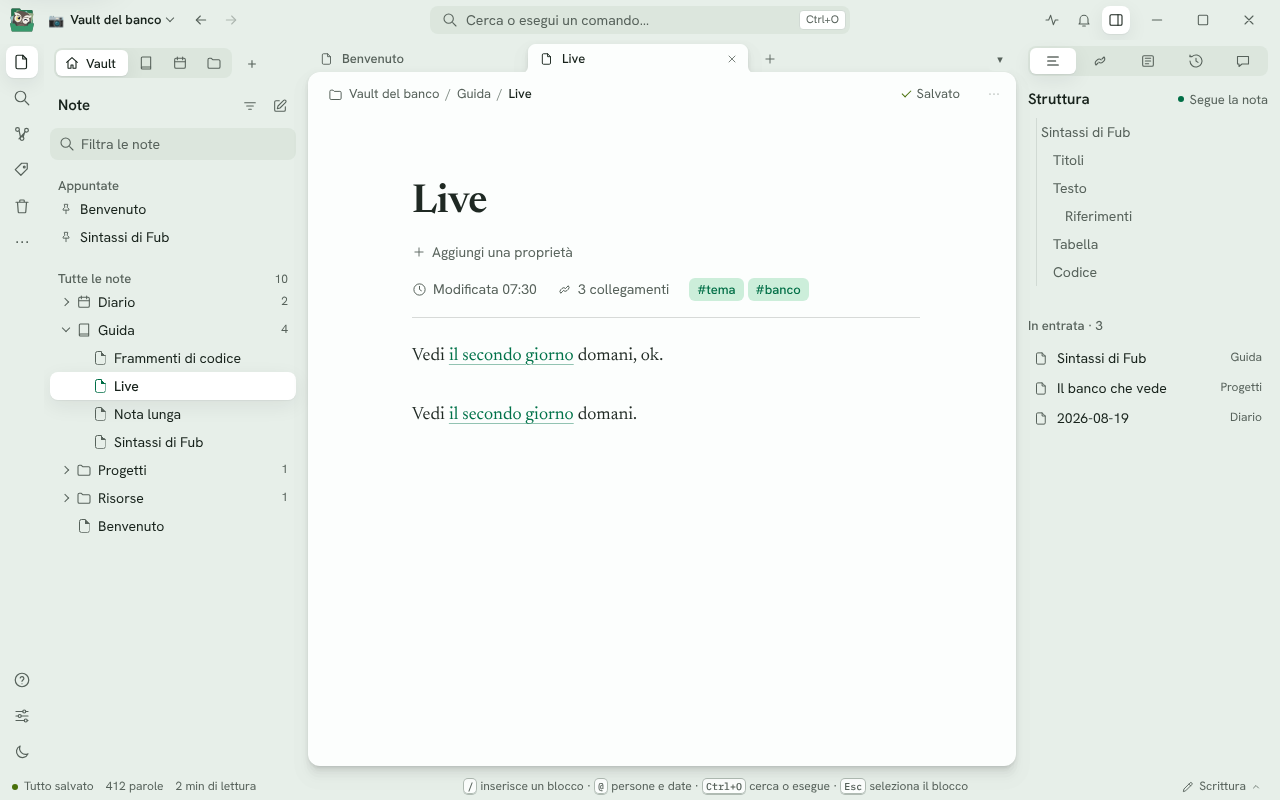 Vault del banco
Cerca o esegui un comando…
Ctrl+O
Vault
Note
Filtra le note
Appuntate
Benvenuto
Sintassi di Fub
Tutte le note 10
Diario 2
Guida 4
Frammenti di codice
Live
Nota lunga
Sintassi di Fub
Progetti 1
Risorse 1
Benvenuto
Benvenuto
Live
Vault del banco / Guida / Live
Salvato
Live
Aggiungi una proprietà
Modificata 07:30 3 collegamenti #tema #banco
Vedi il secondo giorno domani, ok.
Vedi il secondo giorno domani.
Struttura
Segue la nota
Sintassi di Fub
Titoli
Testo
Riferimenti
Tabella
Codice
In entrata · 3
Sintassi di Fub Guida
Il banco che vede Progetti
2026-08-19 Diario
Tutto salvato 412 parole 2 min di lettura
/ inserisce un blocco · @ persone e date · Ctrl+O cerca o esegue · Esc seleziona il blocco
Scrittura